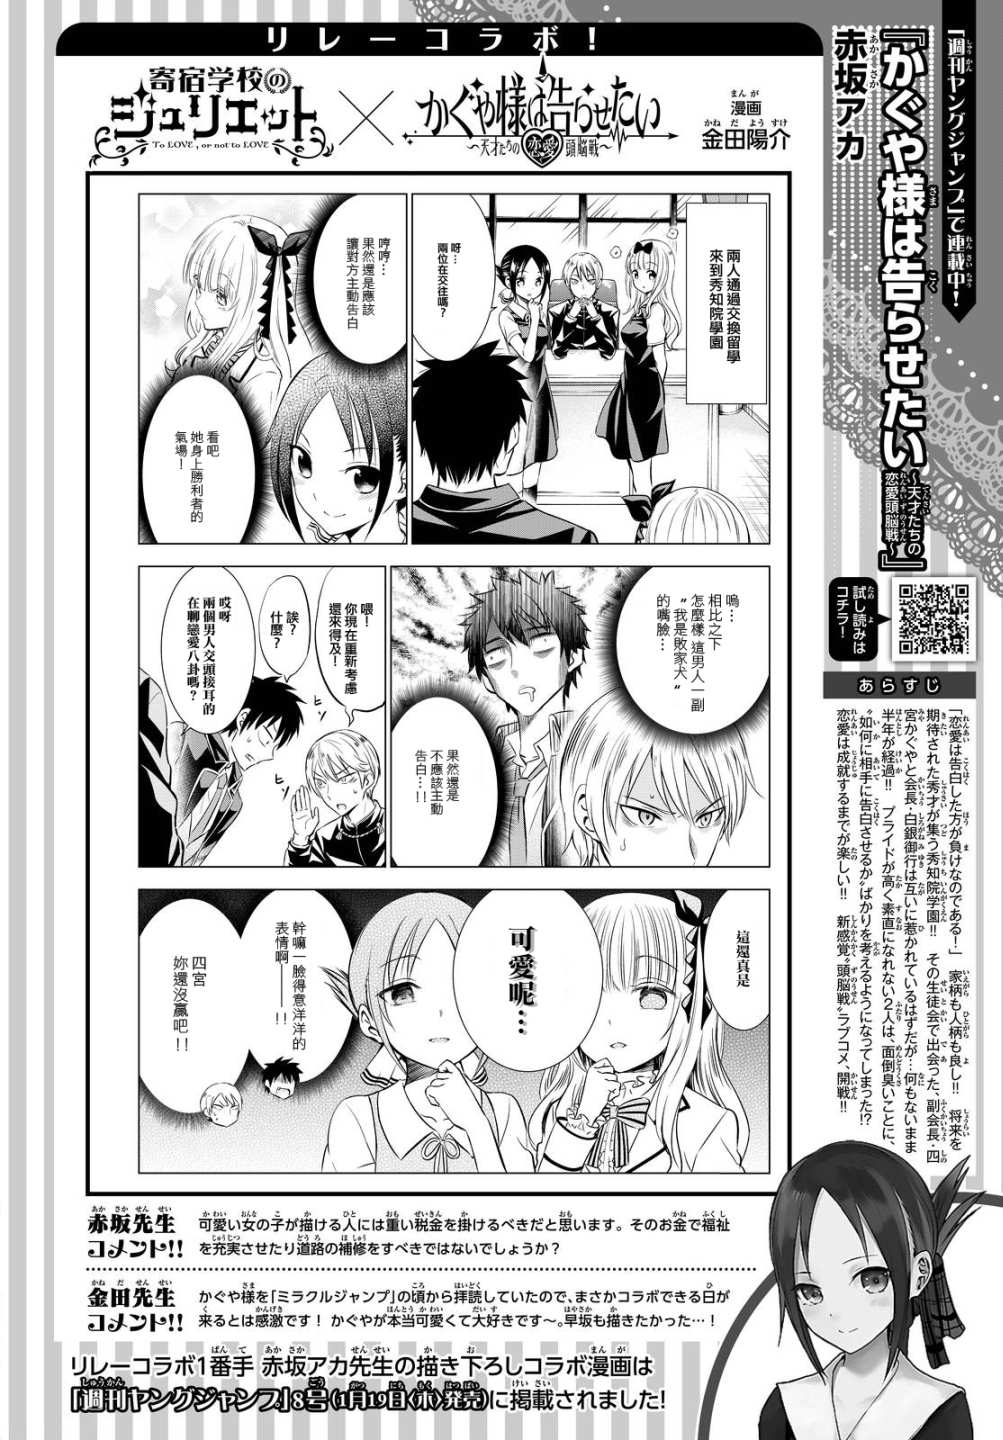 リレーコラボ!
寄宿学校のジュリエット
To LOVE, or not to LOVE
×
かぐや様は告らせたい
~天才たちの恋愛頭脳戦~
まんが
漫画
かねだようすけ
金田陽介
「週刊ヤングジャンプ」で連載中!
『かぐや様は告らせたい
~天才たちの恋愛頭脳戦~』
あかさか
赤坂アカ
試し読みは
コチラ!
あらすじ
「恋愛は告白した方が負けなのである!」 家柄も人柄も良し!! 将来を
期待された秀才が集う秀知院学園!! その生徒会で出会った、副会長・四
宮かぐやと会長・白銀御行は互いに惹かれているはずだが…何もないまま
半年が経過!! プライドが高く素直になれない2人は、面倒臭いことに、
“如何に相手に告白させるか”ばかりを考えるようになってしまった!?
恋愛は成就するまでが楽しい!! 新感覚“頭脳戦”ラブコメ、開戦!!
兩人通過交換留學
來到秀知院學園
呀…
兩位在交往嗎?
哼哼…
果然還是應該
讓對方主動告白
看吧
她身上勝利者的
氣場!
嗚…
相比之下
怎麼樣 這男人一副
“我是敗家犬”
的嘴臉…
果然還是
不應該主動
告白…!!
喂!
你現在重新考慮
還來得及!
誒?
什麼?
哎呀
兩個男人交頭接耳的
在聊戀愛八卦嗎?
這還真是
可愛呢…
幹嘛一臉得意洋洋的
表情啊———!!
四宮
妳還沒贏吧!!
あかさかせんせい
赤坂先生
コメント!!
可愛い女の子が描ける人には重い税金を掛けるべきだと思います。そのお金で福祉
を充実させたり道路の補修をすべきではないでしょうか?
かねだせんせい
金田先生
コメント!!
かぐや様を「ミラクルジャンプ」の頃から拝読していたので、まさかコラボできる日が
来るとは感激です! かぐやが本当可愛くて大好きです~。早坂も描きたかった…!
リレーコラボ1番手 赤坂アカ先生の描き下ろしコラボ漫画は
「週刊ヤングジャンプ」8号(1月19日〈木〉発売)に掲載されました!